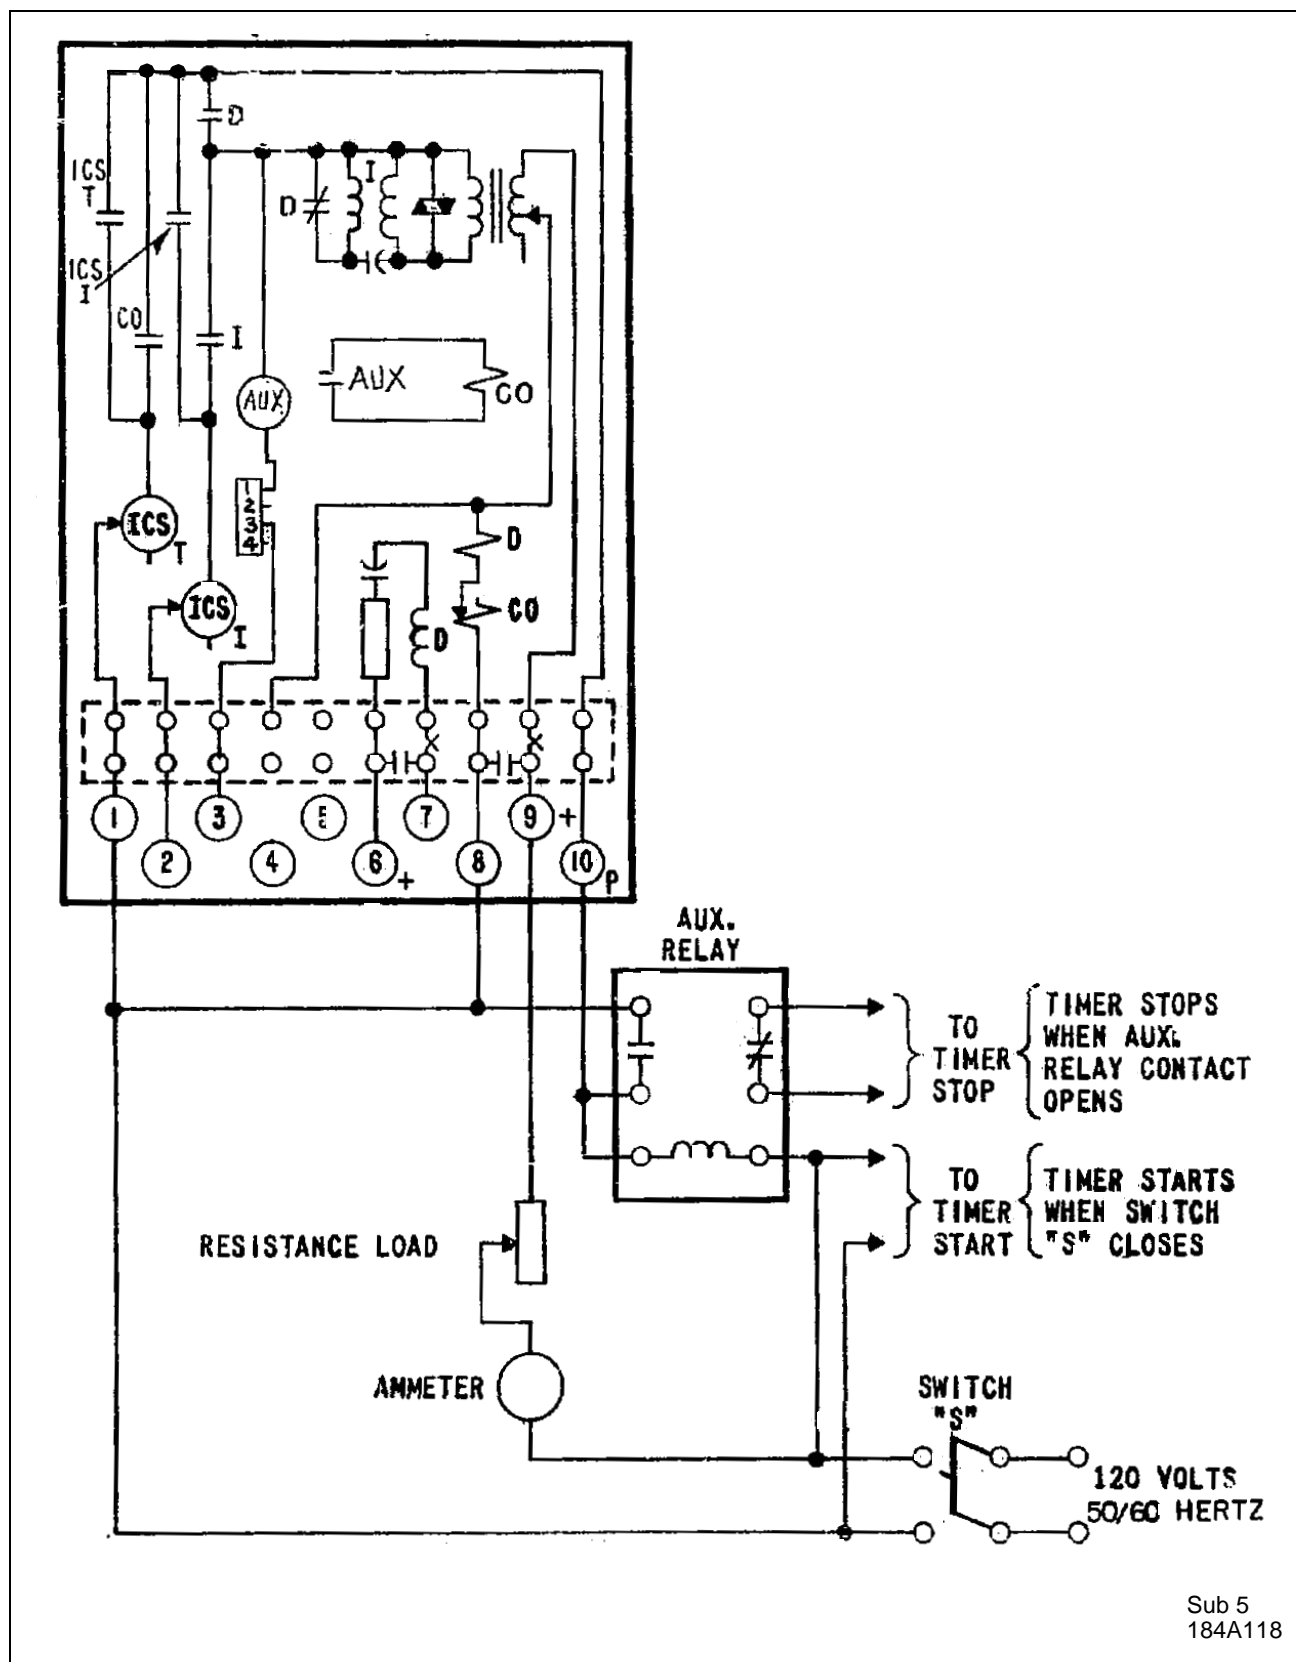 D
ICS
T
I
D
ICS
I
CO
I
AUX
AUX
CO
1
2
3
4
ICS
T
D
ICS
I
CO
D
X
X
1
3
5
7
9
+
2
4
6
+
8
10
P
AUX.
RELAY
TO
TIMER
STOP
TIMER STOPS
WHEN AUX.
RELAY CONTACT
OPENS
TO
TIMER
START
TIMER STARTS
WHEN SWITCH
"S" CLOSES
RESISTANCE LOAD
AMMETER
SWITCH
"S"
120 VOLTS
50/60 HERTZ
Sub 5
184A118